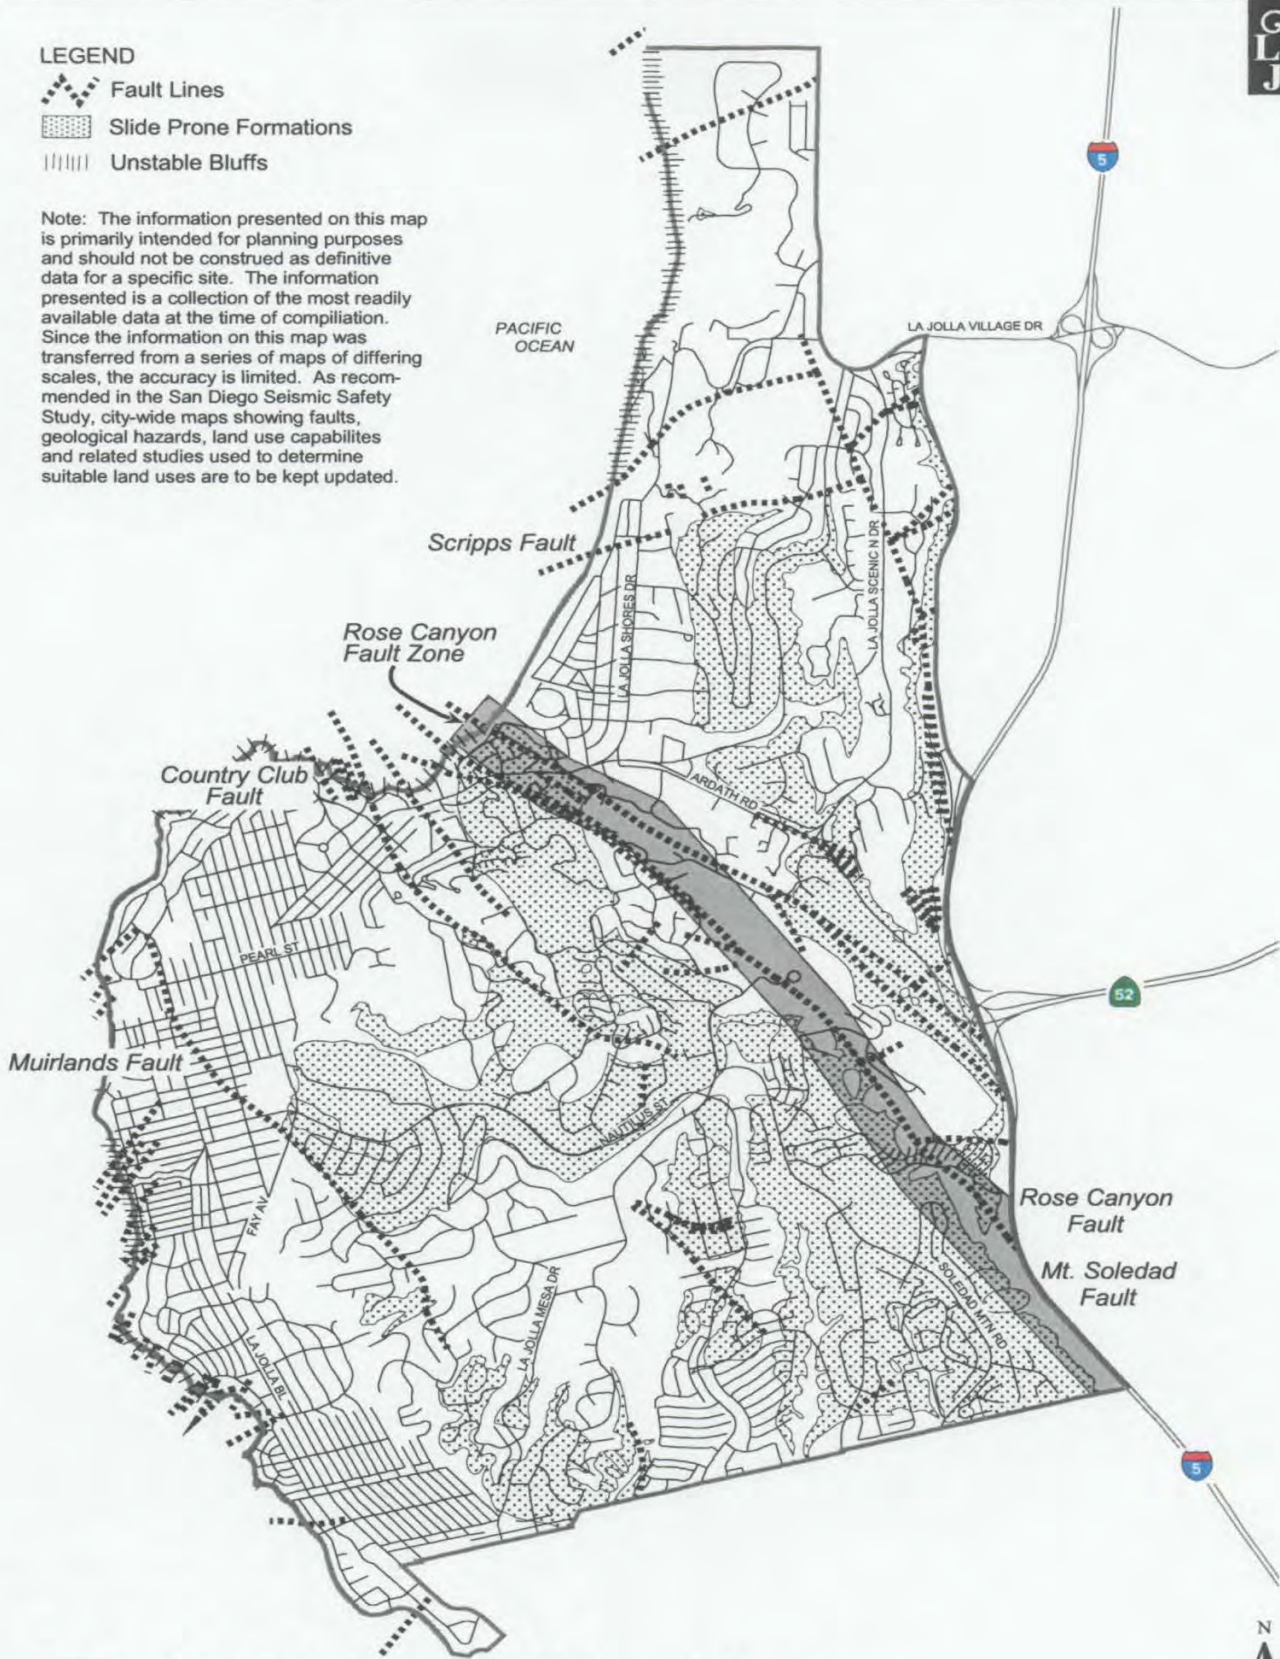 LEGEND
Fault Lines
Slide Prone Formations
Unstable Bluffs
Note: The information presented on this map
is primarily intended for planning purposes
and should not be construed as definitive
data for a specific site. The information
presented is a collection of the most readily
available data at the time of compiliation.
Since the information on this map was
transferred from a series of maps of differing
scales, the accuracy is limited. As recom-
mended in the San Diego Seismic Safety
Study, city-wide maps showing faults,
geological hazards, land use capabilites
and related studies used to determine
suitable land uses are to be kept updated.
G
L
J
5
PACIFIC
OCEAN
LA JOLLA VILLAGE DR
Scripps Fault
LA JOLLA SHORES DR
LA JOLLA SCENIC N DR
Rose Canyon
Fault Zone
Country Club
Fault
ARDATH RD
PEARL ST
52
Muirlands Fault
NAUTILUS ST
FAY AV
Rose Canyon
Fault
Mt. Soledad
Fault
SOLEDAD MTN RD
LA JOLLA MESA DR
LA JOLLA BL
5
N